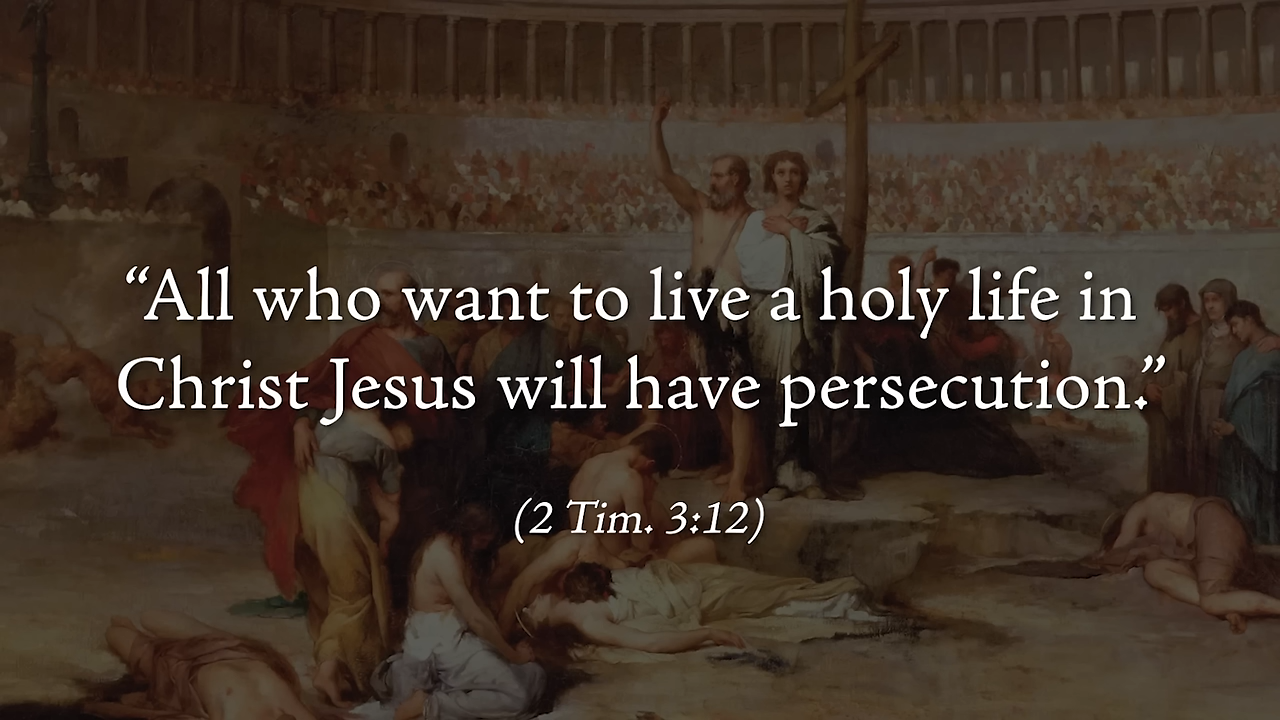 “All who want to live a holy life in
Christ Jesus will have persecution.”
(2 Tim. 3:12)